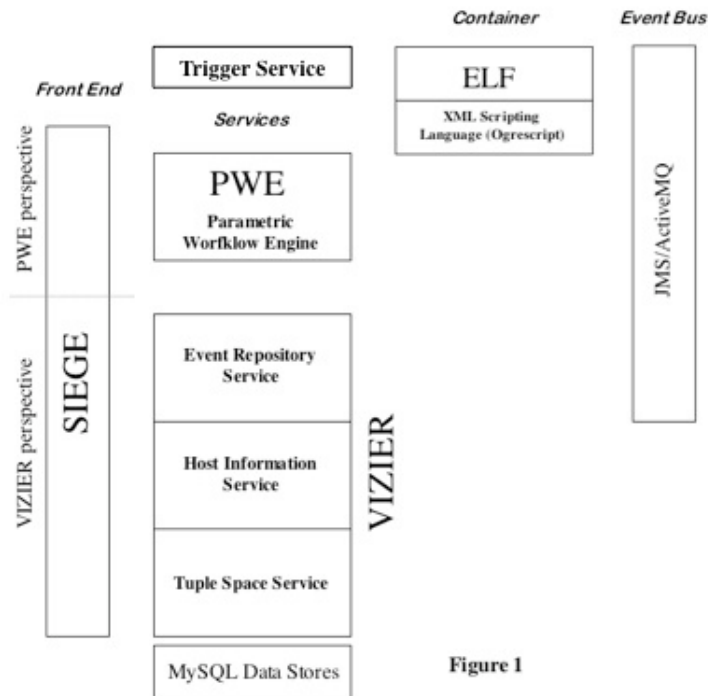 Container
Event Bus
Trigger Service
ELF
Front End
XML Scripting
Language (Ogrescript)
Services
PWE perspective
PWE
Parametric
Worfklow Engine
JMS/ActiveMQ
SIEGE
VIZIER perspective
Event Repository
Service
VIZIER
Host Information
Service
Tuple Space Service
MySQL Data Stores
Figure 1